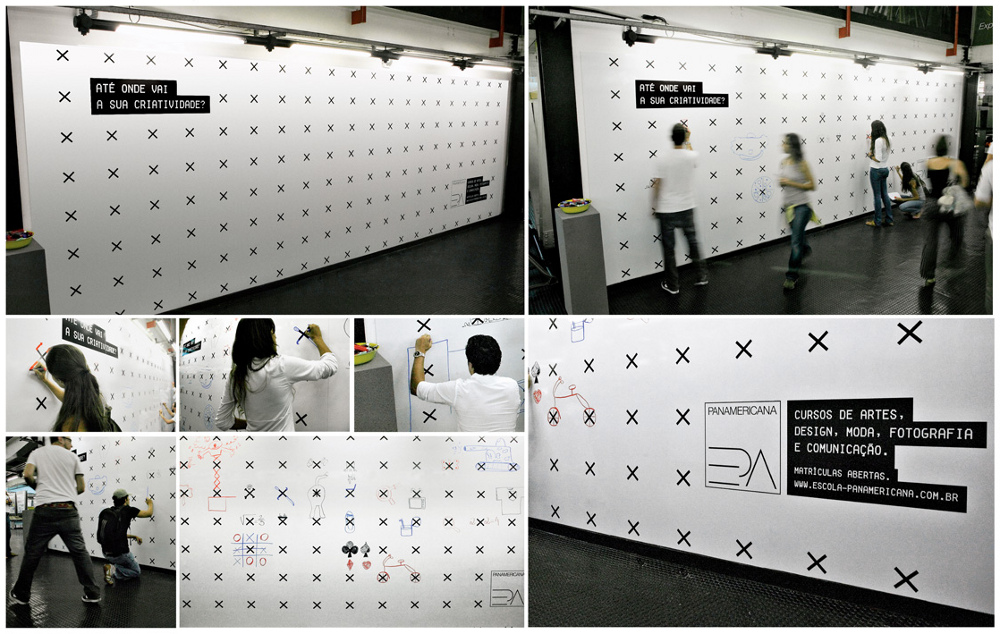 ATÉ ONDE VAI
A SUA CRIATIVIDADE?
ATÉ ONDE VAI
A SUA CRIATIVIDADE?
A SUA CRIATIVIDADE?
PANAMERICANA
PANAMERICANA
CURSOS DE ARTES,
DESIGN, MODA, FOTOGRAFIA
E COMUNICAÇÃO.
MATRÍCULAS ABERTAS.
WWW.ESCOLA-PANAMERICANA.COM.BR